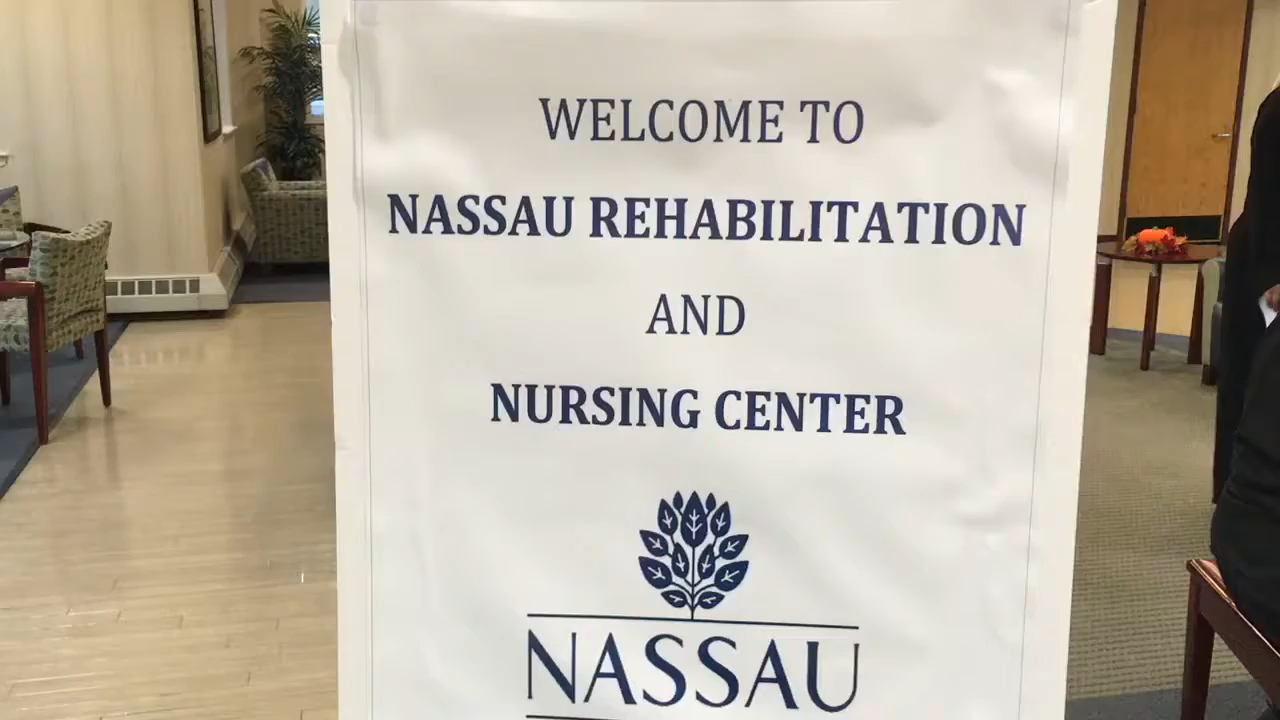 WELCOME TO
NASSAU REHABILITATION
AND
NURSING CENTER
NASSAU